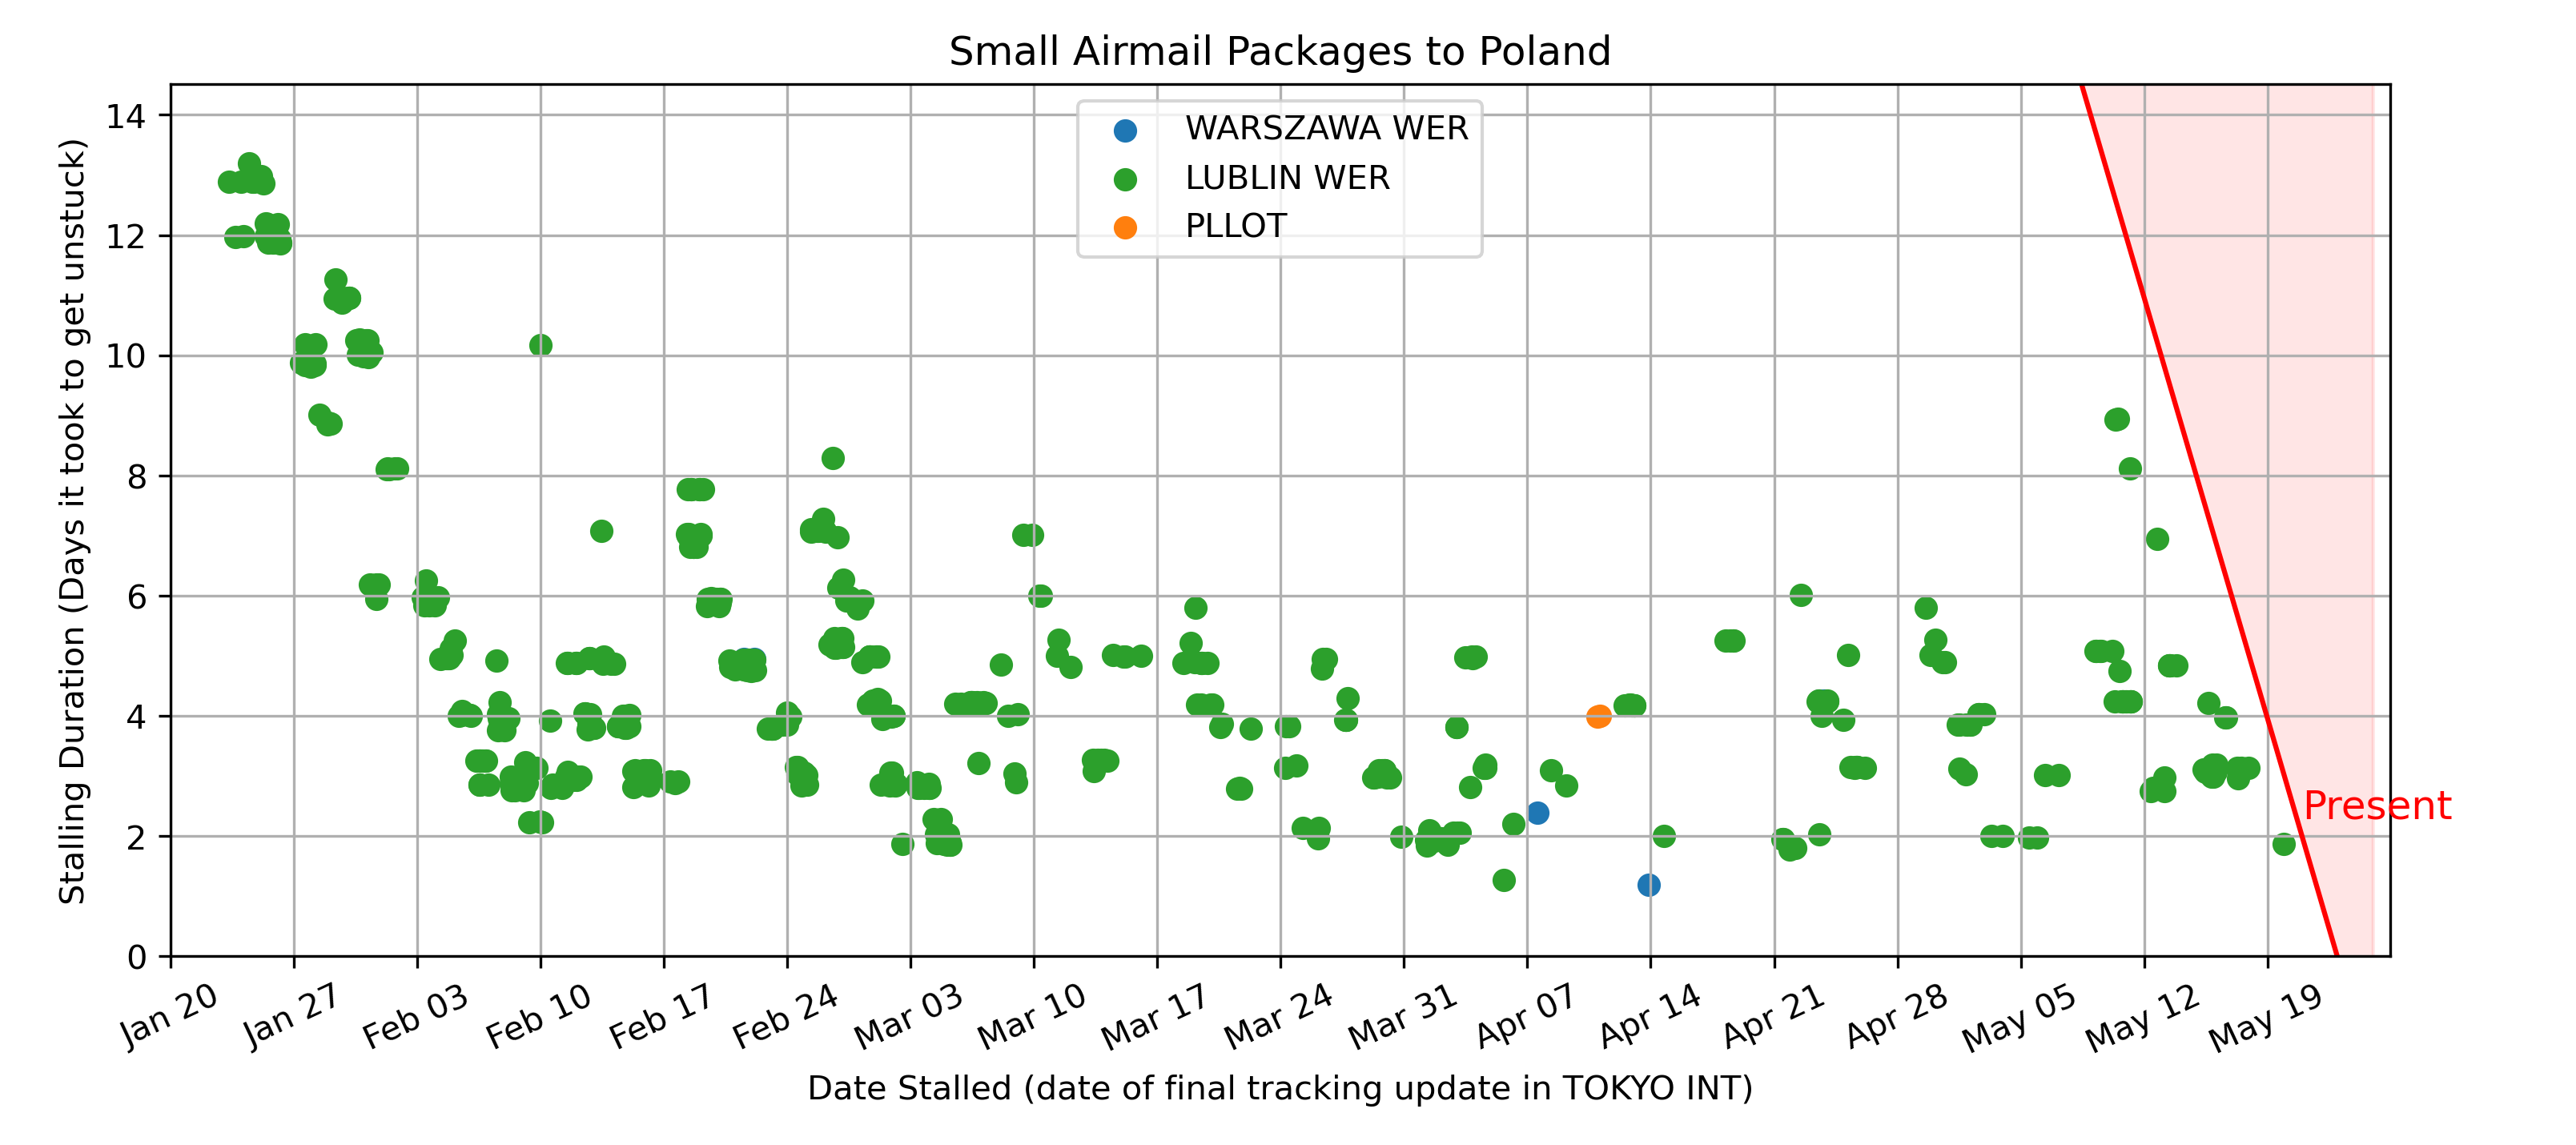 Small Airmail Packages to Poland
Stalling Duration (Days it took to get unstuck)
14
12
10
8
6
4
2
0
WARSZAWA WER
LUBLIN WER
PLLOT
Present
Jan 20
Jan 27
Feb 03
Feb 10
Feb 17
Feb 24
Mar 03
Mar 10
Mar 17
Mar 24
Mar 31
Apr 07
Apr 14
Apr 21
Apr 28
May 05
May 12
May 19
Date Stalled (date of final tracking update in TOKYO INT)